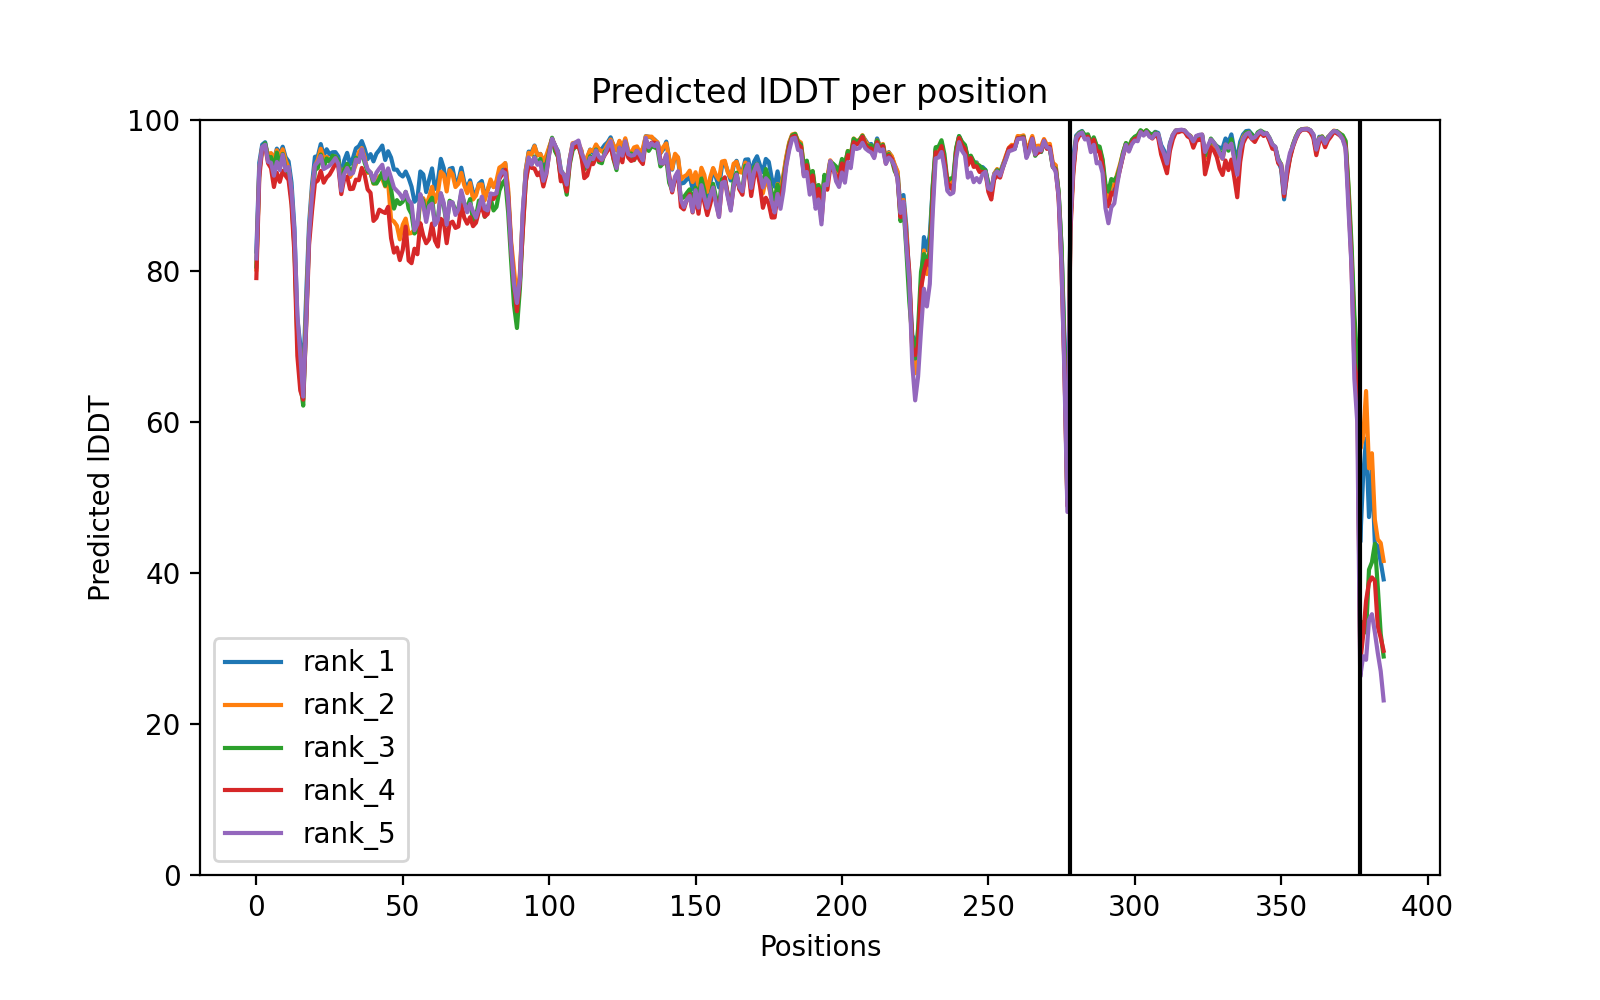 Predicted lDDT per position
100
80
60
40
20
0
Predicted lDDT
rank_1
rank_2
rank_3
rank_4
rank_5
0 50 100 150 200 250 300 350 400
Positions